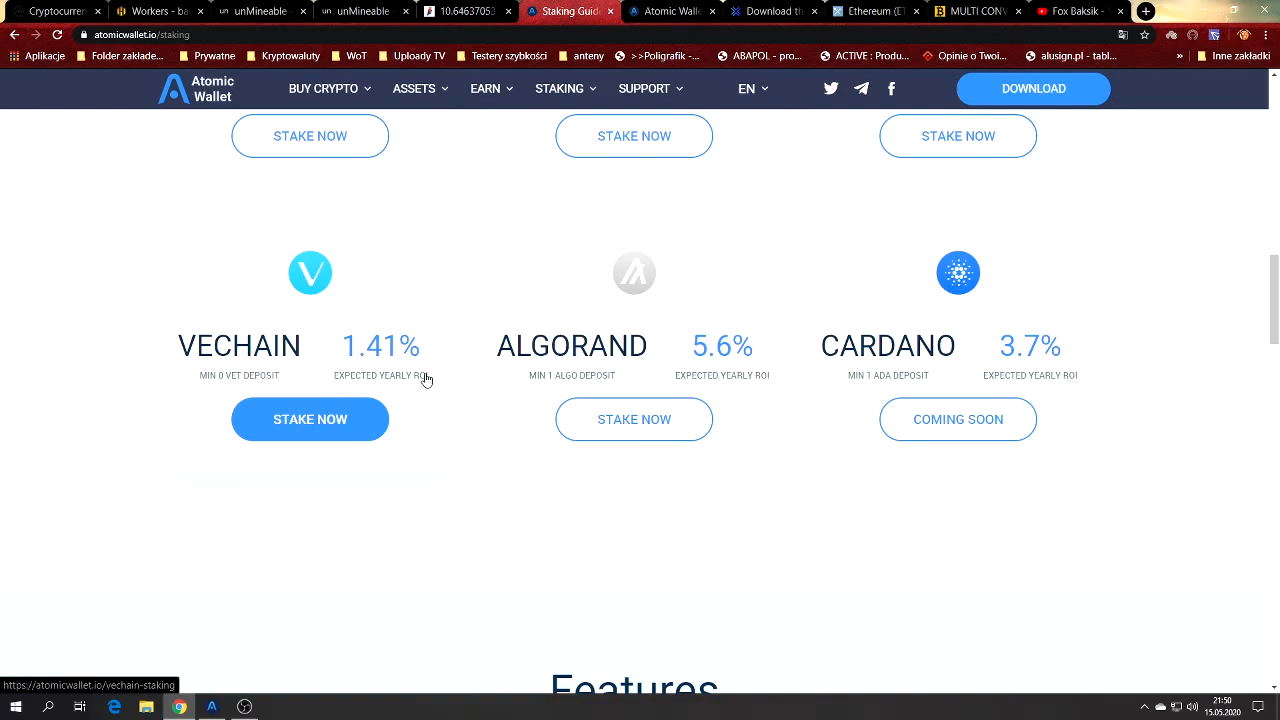 Cryptocurren
Workers - ba
unMineable
unMineable
10.64637053
Staking Guid
Atomic Walle
Download th
Ethereum (ET
MULTI CONV
Fox Baksik -
atomicwallet.io/staking
Aplikacje
Folder zakłade...
Prywatne
Kryptowaluty
WoT
Uploady TV
Testery szybkości
anteny
>>Poligrafik -...
ABAPOL - pro...
ACTIVE : Produ...
Opinie o Twoi...
alusign.pl - tabl...
»
Inne zakładki
Atomic
Wallet
BUY CRYPTO
ASSETS
EARN
STAKING
SUPPORT
EN
DOWNLOAD
STAKE NOW
STAKE NOW
STAKE NOW
VECHAIN 1.41%
MIN 0 VET DEPOSIT EXPECTED YEARLY ROI
STAKE NOW
ALGORAND 5.6%
MIN 1 ALGO DEPOSIT EXPECTED YEARLY ROI
STAKE NOW
CARDANO 3.7%
MIN 1 ADA DEPOSIT EXPECTED YEARLY ROI
COMING SOON
Features
https://atomicwallet.io/vechain-staking
21:50
15.05.2020